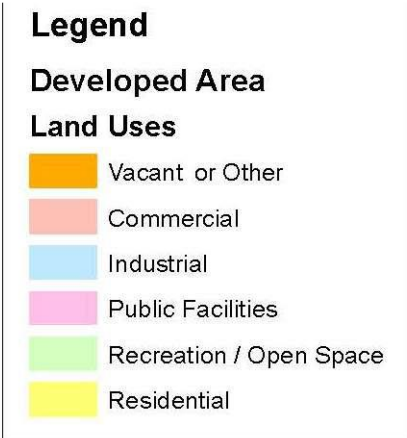 Legend
Developed Area
Land Uses
Vacant or Other
Commercial
Industrial
Public Facilities
Recreation / Open Space
Residential